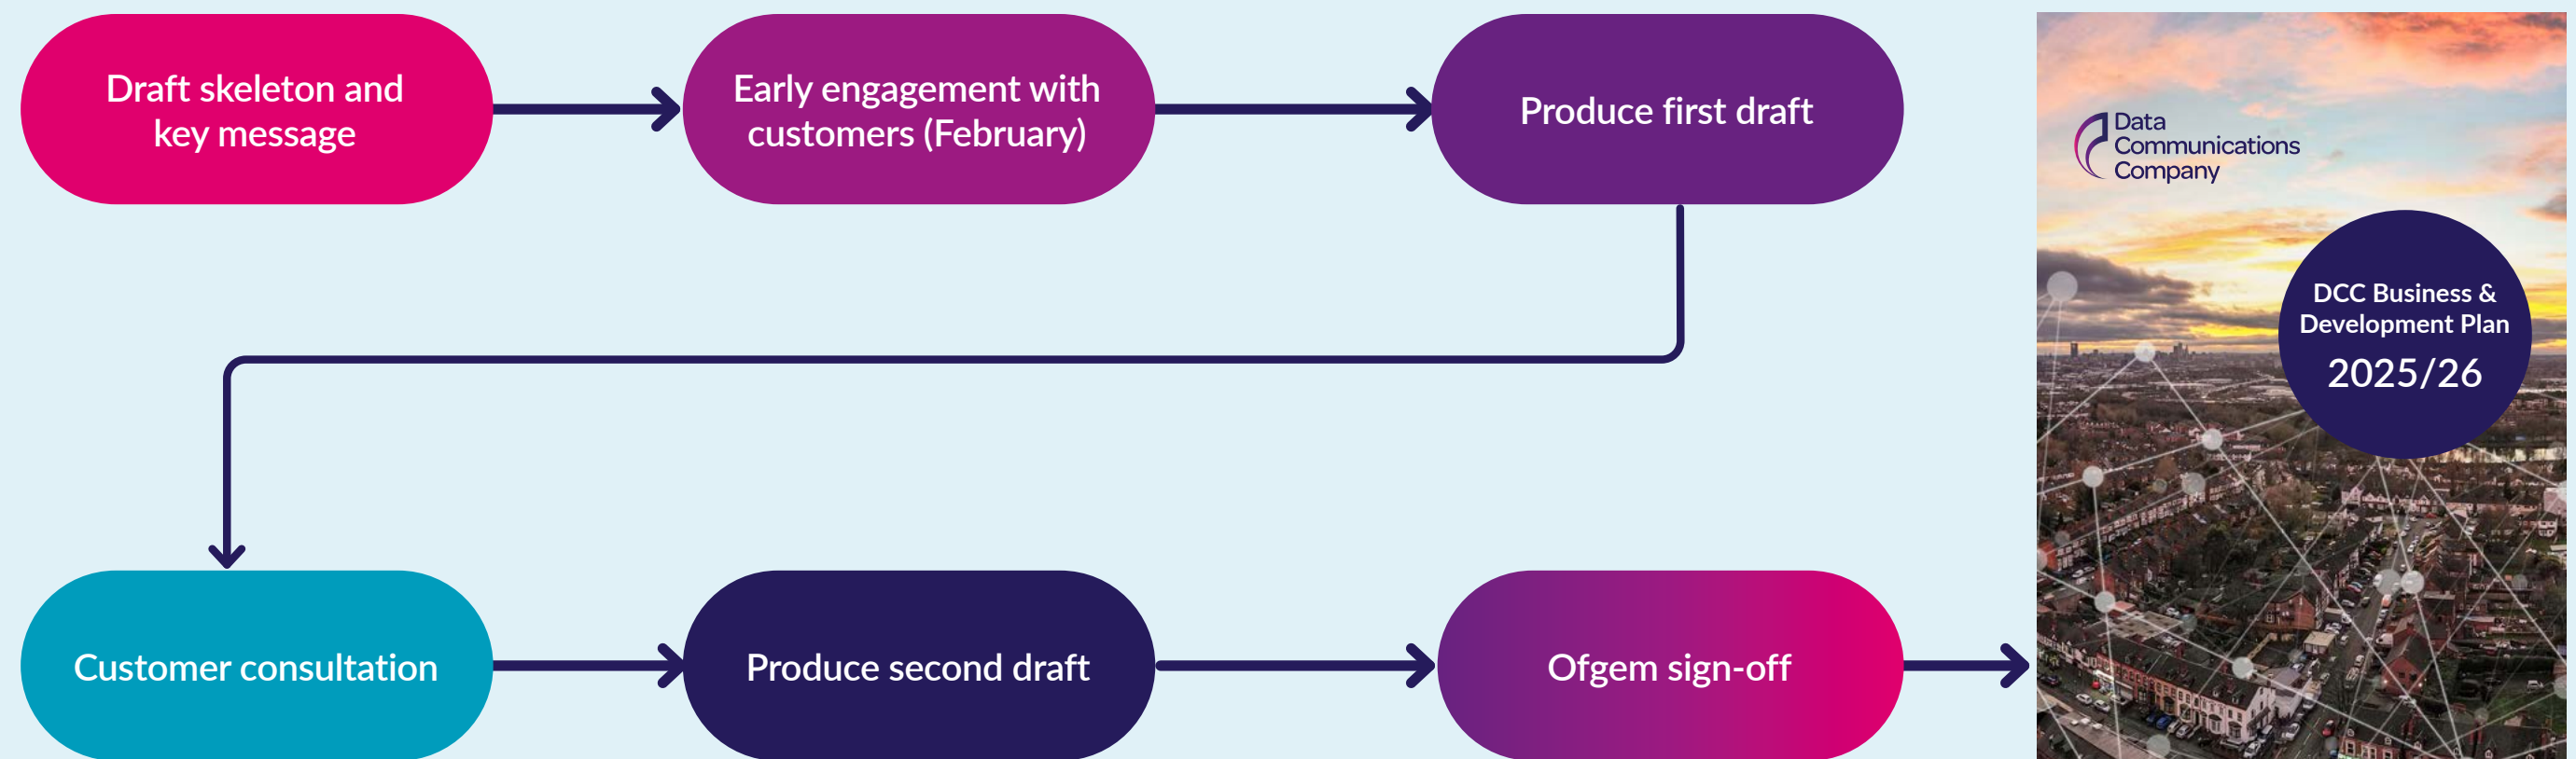 Draft skeleton and
key message
Early engagement with
customers (February)
Produce first draft
Customer consultation
Produce second draft
Ofgem sign-off
Data
Communications
Company
DCC Business &
Development Plan
2025/26